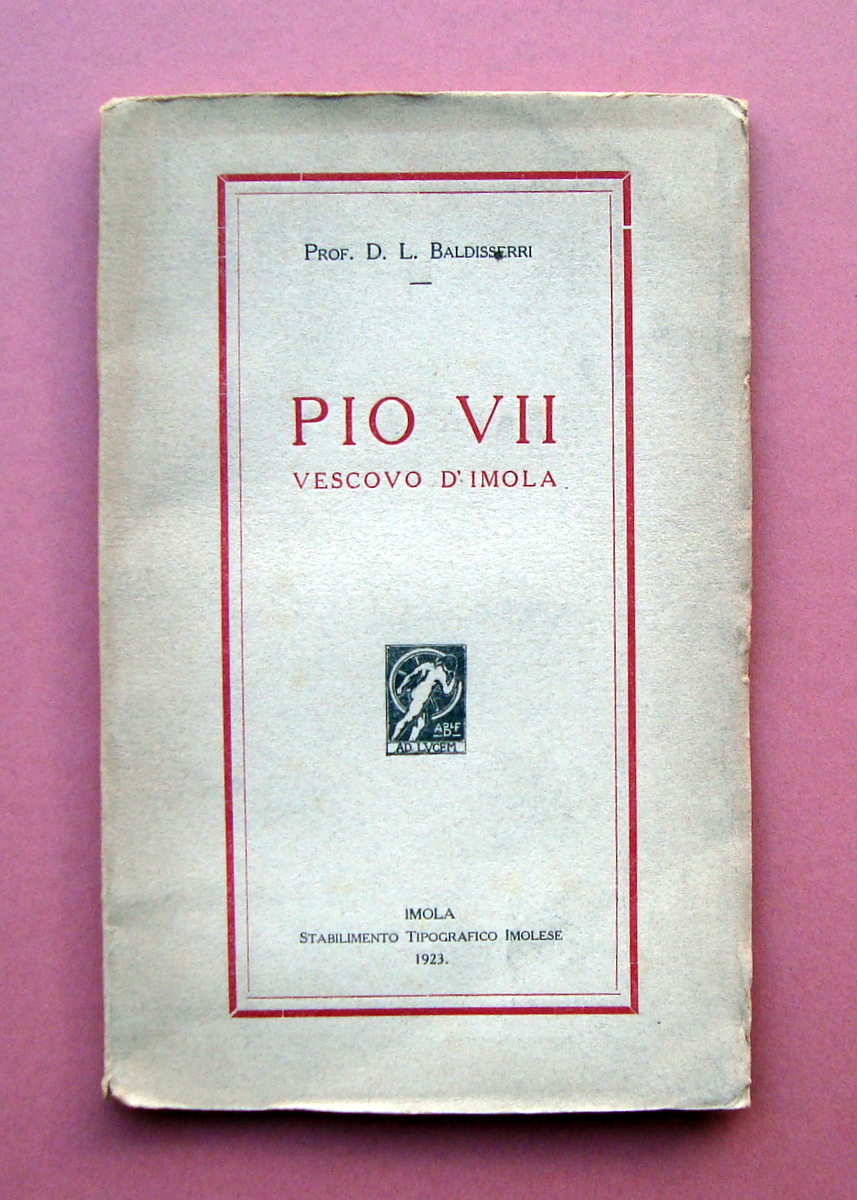 PROF. D. L. BALDISSERRI
PIO VII
VESCOVO D'IMOLA
AD LVCEM
IMOLA
STABILIMENTO TIPOGRAFICO IMOLESE
1923.